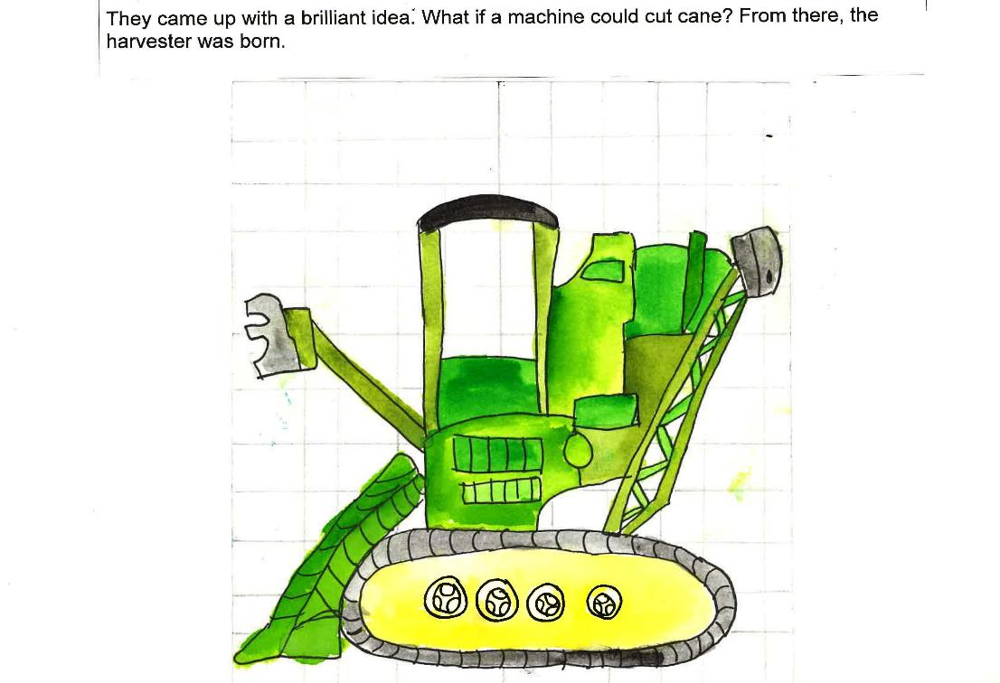 They came up with a brilliant idea. What if a machine could cut cane? From there, the
harvester was born.